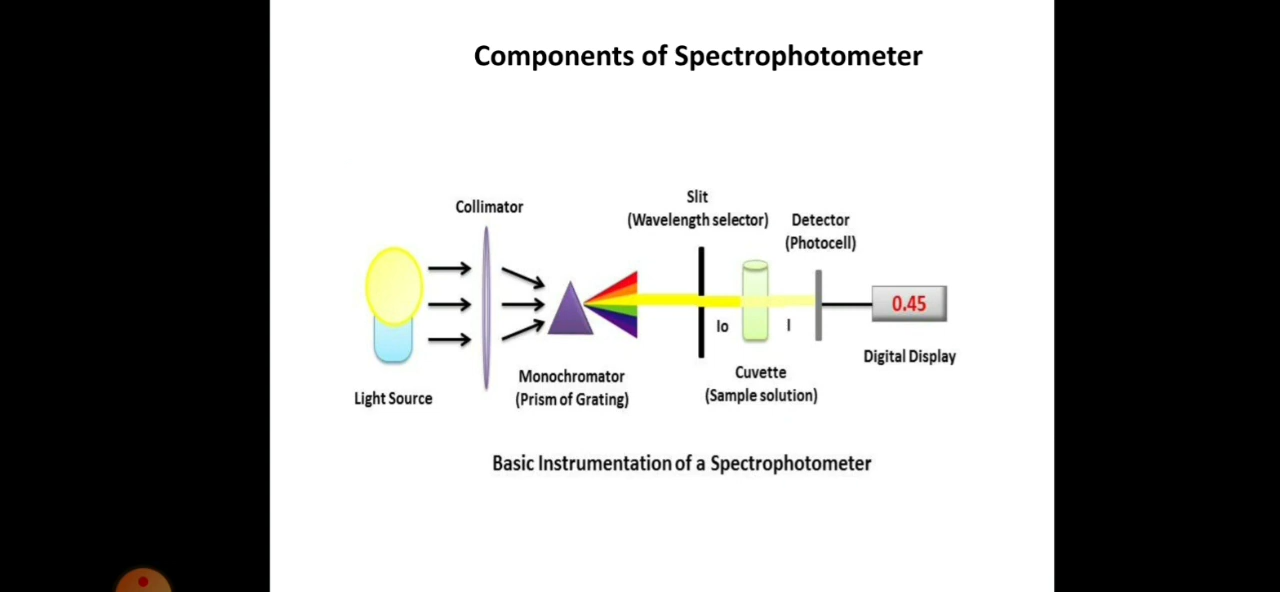 Components of Spectrophotometer
Slit
(Wavelength selector)
Collimator
Detector
(Photocell)
0.45
Io
I
Digital Display
Cuvette
(Sample solution)
Monochromator
(Prism of Grating)
Light Source
Basic Instrumentation of a Spectrophotometer